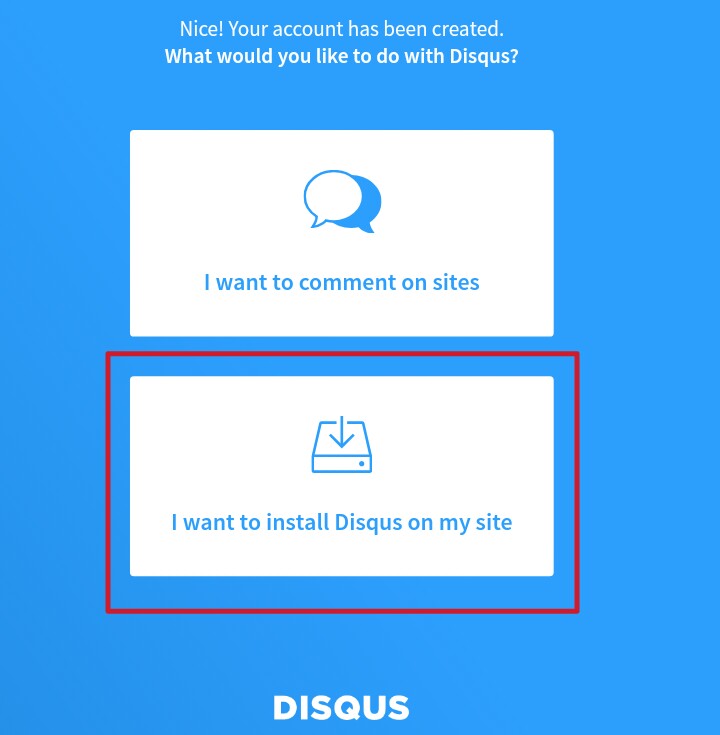 Nice! Your account has been created.
What would you like to do with Disqus?
I want to comment on sites
I want to install Disqus on my site
DISQUS